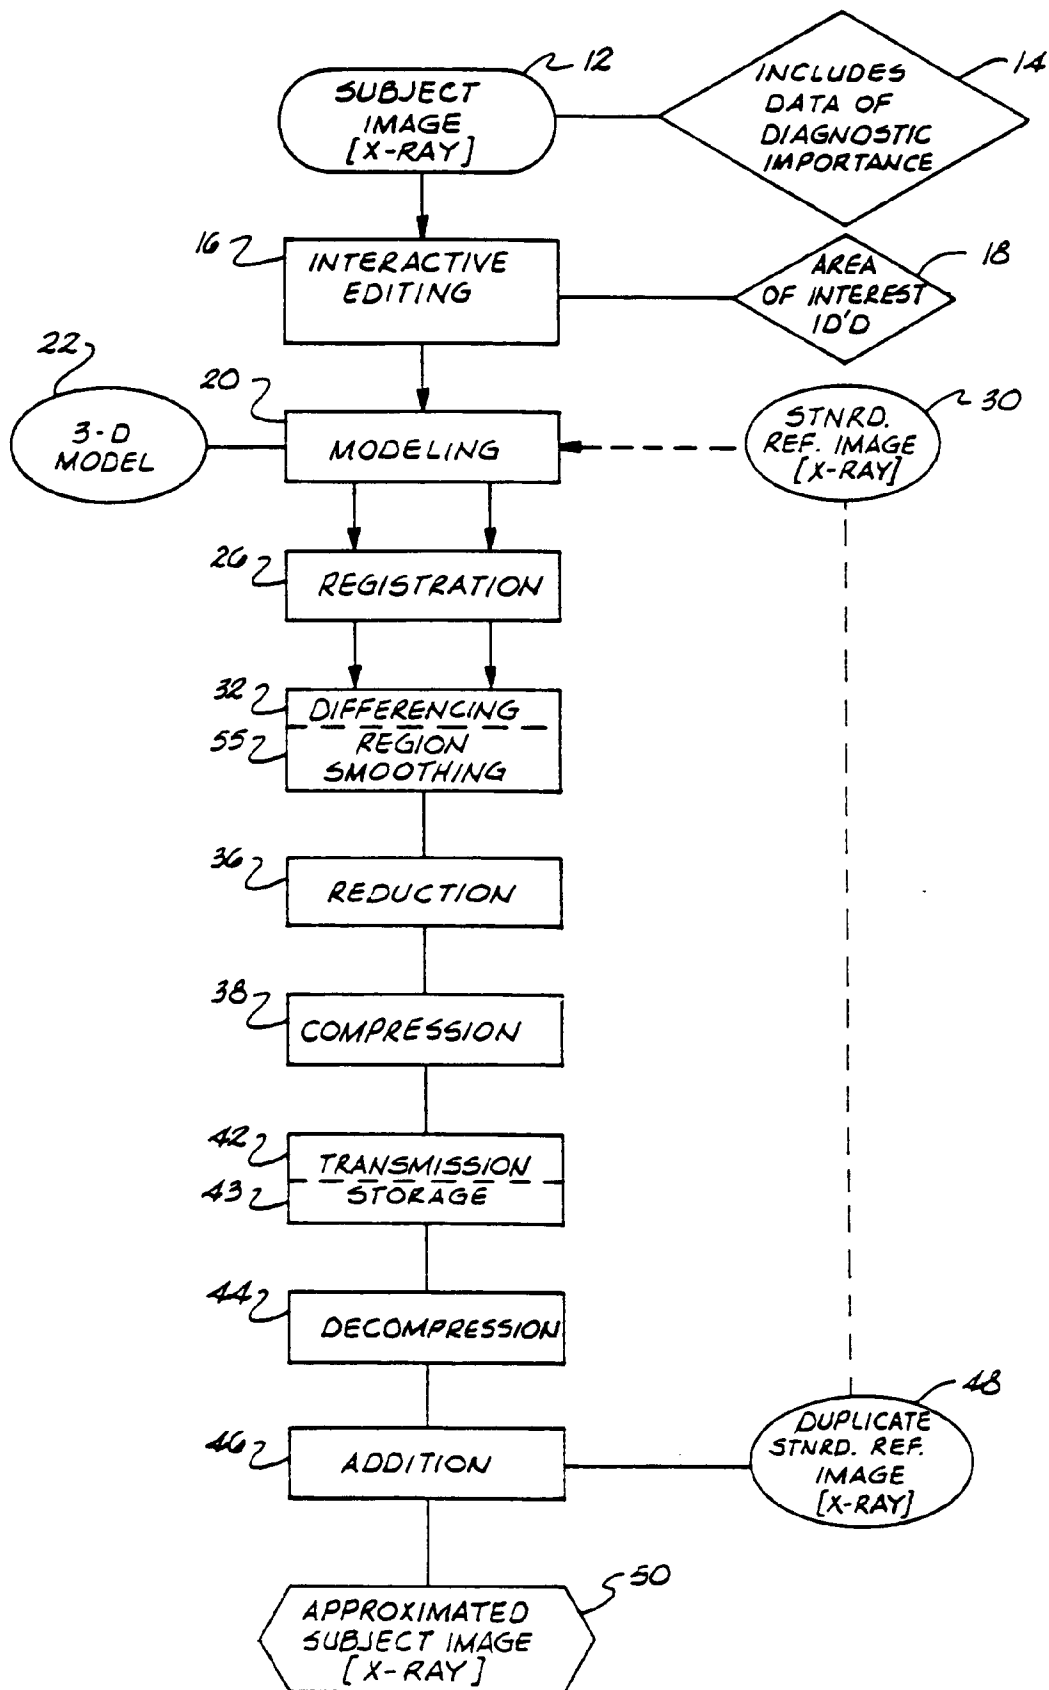 12
SUBJECT
IMAGE
[X-RAY]
14
INCLUDES
DATA OF
DIAGNOSTIC
IMPORTANCE
16
INTERACTIVE
EDITING
18
AREA
OF INTEREST
ID'D
22
3-D
MODEL
20
MODELING
30
STNRD.
REF. IMAGE
[X-RAY]
26
REGISTRATION
32
DIFFERENCING
55
REGION
SMOOTHING
36
REDUCTION
38
COMPRESSION
42
TRANSMISSION
43
STORAGE
44
DECOMPRESSION
46
ADDITION
48
DUPLICATE
STNRD. REF.
IMAGE
[X-RAY]
50
APPROXIMATED
SUBJECT IMAGE
[X-RAY]